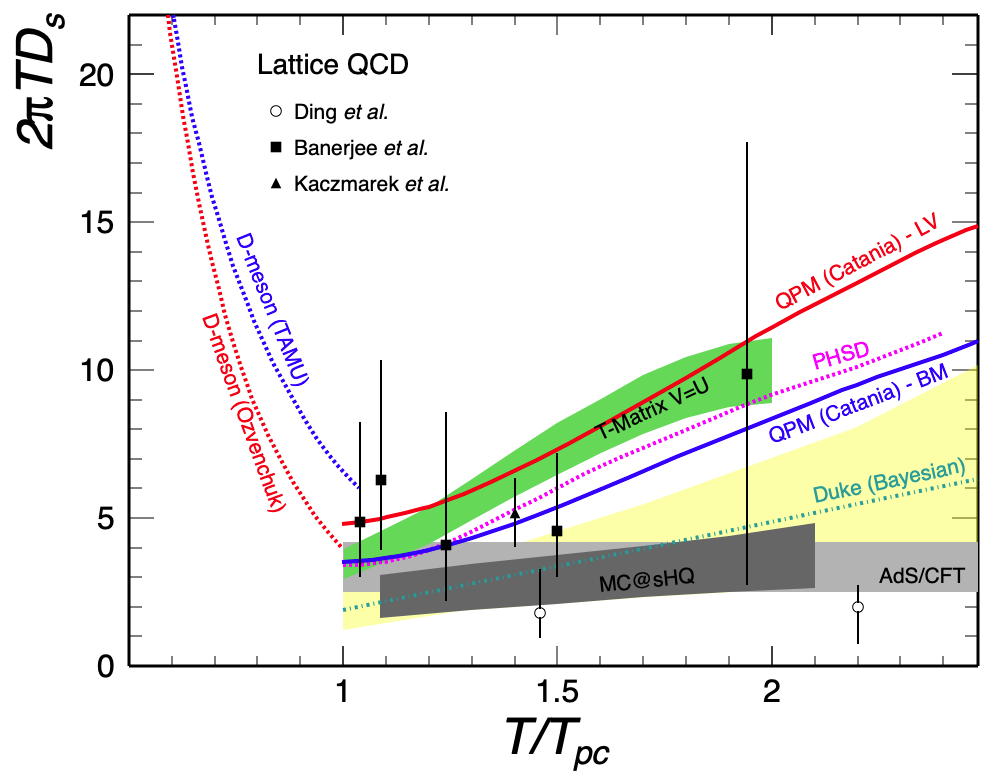 2πTDs
20
15
10
5
0
Lattice QCD
Ding et al.
Banerjee et al.
Kaczmarek et al.
D-meson (TAMU)
D-meson (Ozvenchuk)
QPM (Catania) - LV
PHSD
T-Matrix V=U
QPM (Catania) - BM
Duke (Bayesian)
MC@sHQ
AdS/CFT
1
1.5
2
T/Tpc